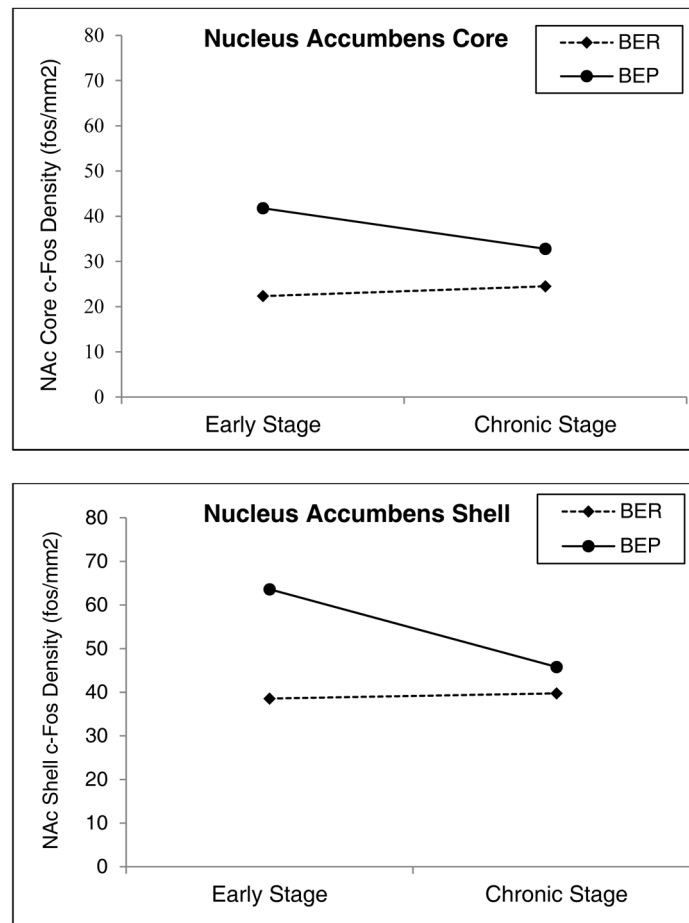 Nucleus Accumbens Core
BER
BEP
NAc Core c-Fos Density (fos/mm2)
80
70
60
50
40
30
20
10
0
Early Stage Chronic Stage
Nucleus Accumbens Shell
BER
BEP
NAc Shell c-Fos Density (fos/mm2)
80
70
60
50
40
30
20
10
0
Early Stage Chronic Stage